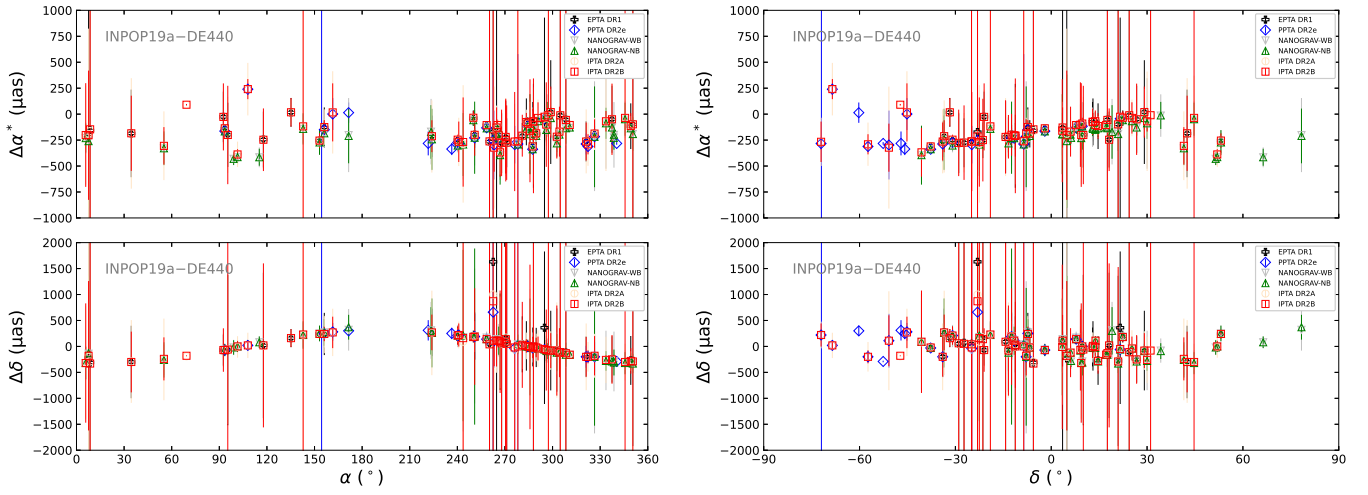 1000
750
500
250
0
−250
−500
−750
−1000
Δα* (µas)
INPOP19a−DE440
EPTA DR1
PPTA DR2e
NANOGRAV-WB
NANOGRAV-NB
IPTA DR2A
IPTA DR2B
1000
750
500
250
0
−250
−500
−750
−1000
Δα* (µas)
INPOP19a−DE440
EPTA DR1
PPTA DR2e
NANOGRAV-WB
NANOGRAV-NB
IPTA DR2A
IPTA DR2B
2000
1500
1000
500
0
−500
−1000
−1500
−2000
Δδ (µas)
INPOP19a−DE440
EPTA DR1
PPTA DR2e
NANOGRAV-WB
NANOGRAV-NB
IPTA DR2A
IPTA DR2B
0 30 60 90 120 150 180 210 240 270 300 330 360
α (°)
2000
1500
1000
500
0
−500
−1000
−1500
−2000
Δδ (µas)
INPOP19a−DE440
EPTA DR1
PPTA DR2e
NANOGRAV-WB
NANOGRAV-NB
IPTA DR2A
IPTA DR2B
−90 −60 −30 0 30 60 90
δ (°)